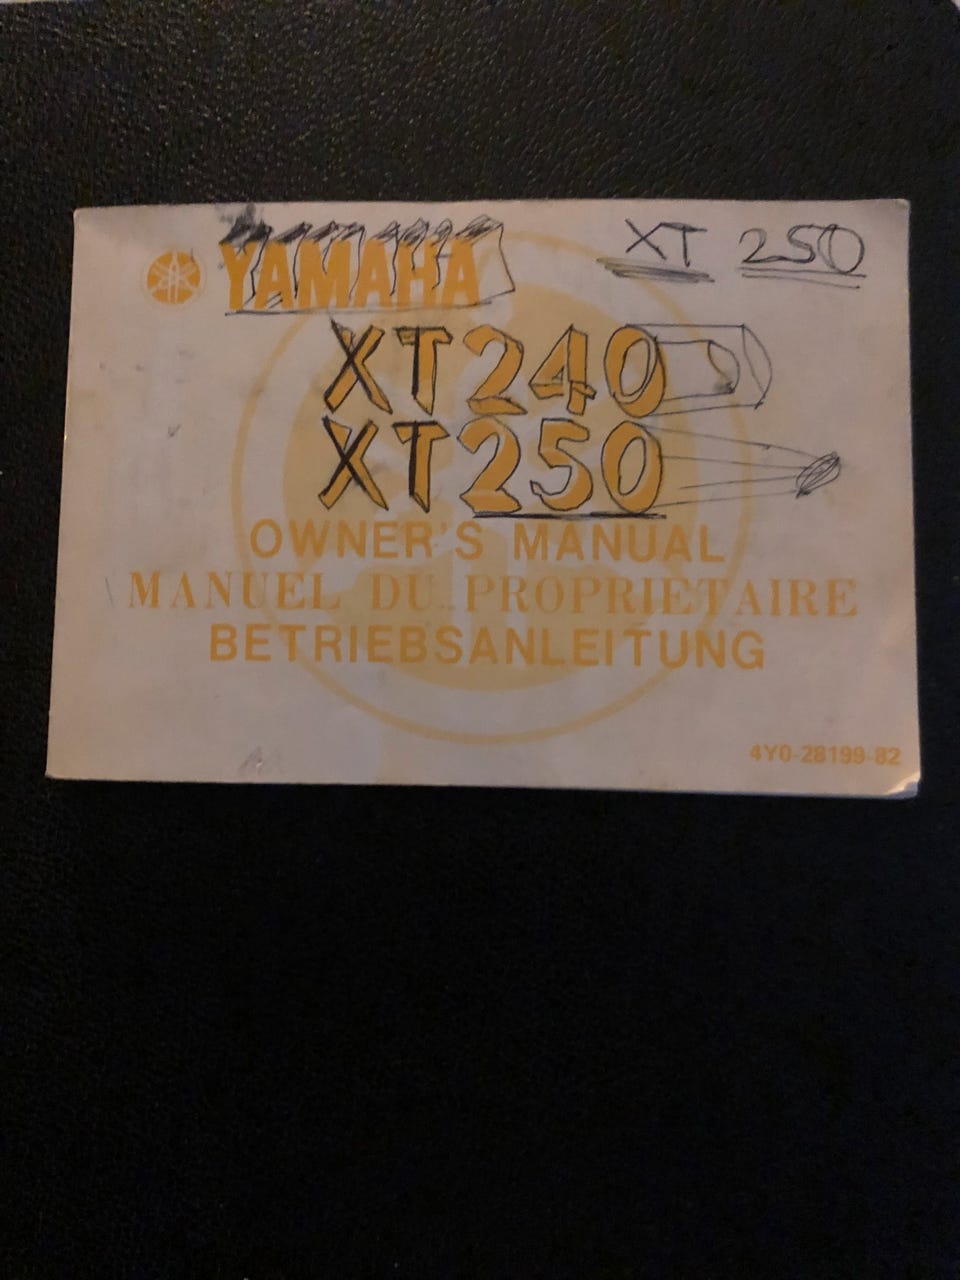 YAMAHA XT 250
XT240
XT250
OWNER'S MANUAL
MANUEL DU PROPRIETAIRE
BETRIEBSANLEITUNG
4Y0-28199-82